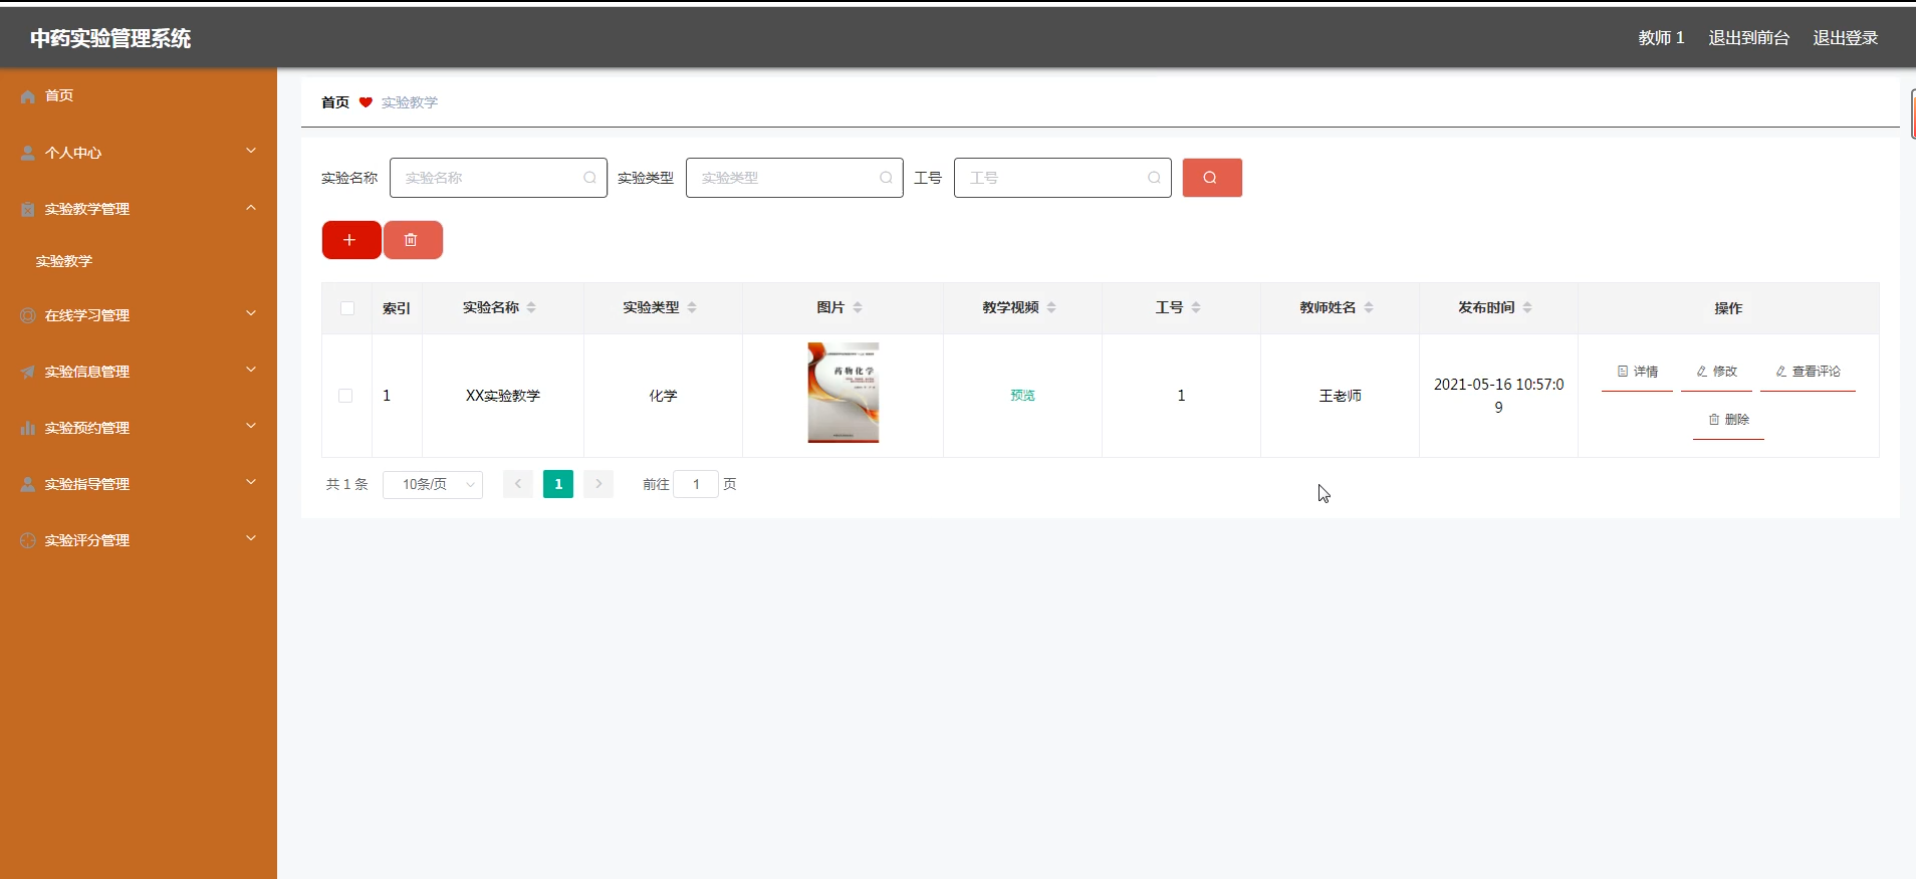 中药实验管理系统
教师 1 退出到前台 退出登录
首页
个人中心
实验教学管理
实验教学
在线学习管理
实验信息管理
实验预约管理
实验指导管理
实验评分管理
首页 实验教学
实验名称 实验名称 实验类型 实验类型 工号 工号
索引 实验名称 实验类型 图片 教学视频 工号 教师姓名 发布时间 操作
药物化学
1 XX实验教学 化学 预览 1 王老师 2021-05-16 10:57:0
9
详情 修改 查看评论
删除
共 1 条 10条/页 1 前往 1 页